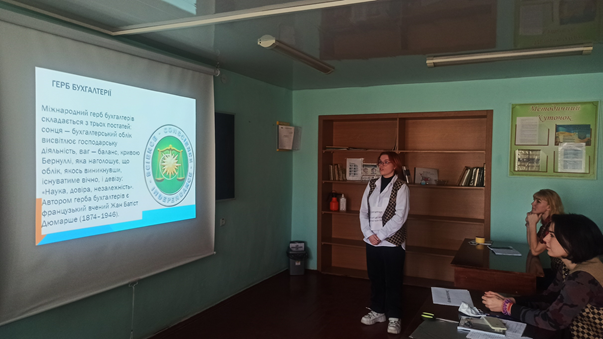 ГЕРБ БУХГАЛТЕРІЇ
Міжнародний герб бухгалтерів
складається з трьох постатей:
сонця — бухгалтерський облік
висвітлює господарську
діяльність, ваг — баланс, кривою
Бернуллі, яка наголошує, що
облік, якось виникнувши,
існуватиме вічно, і девізу:
«Наука, довіра, незалежність».
Автором герба бухгалтерів є
французький вчений Жан Батіст
Дюмарше (1874-1946)